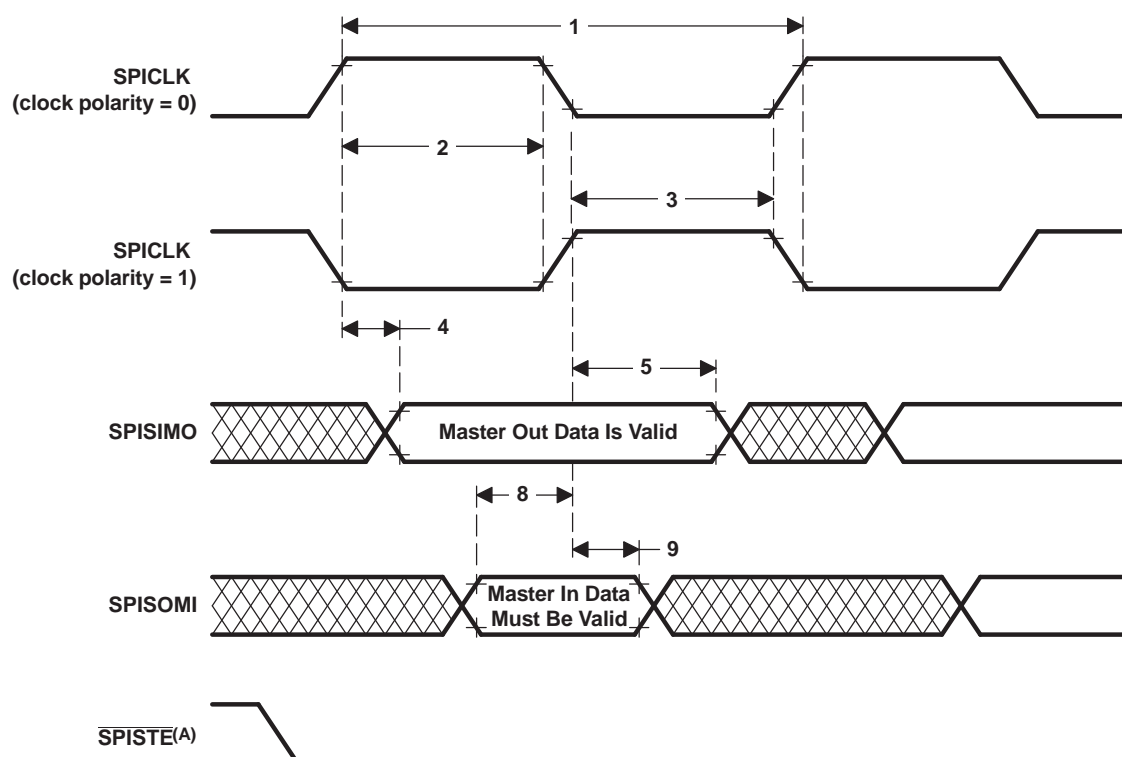 1
SPICLK
(clock polarity = 0)
2
3
SPICLK
(clock polarity = 1)
4
5
SPISIMO
Master Out Data Is Valid
8
9
SPISOMI
Master In Data
Must Be Valid
SPISTE(A)